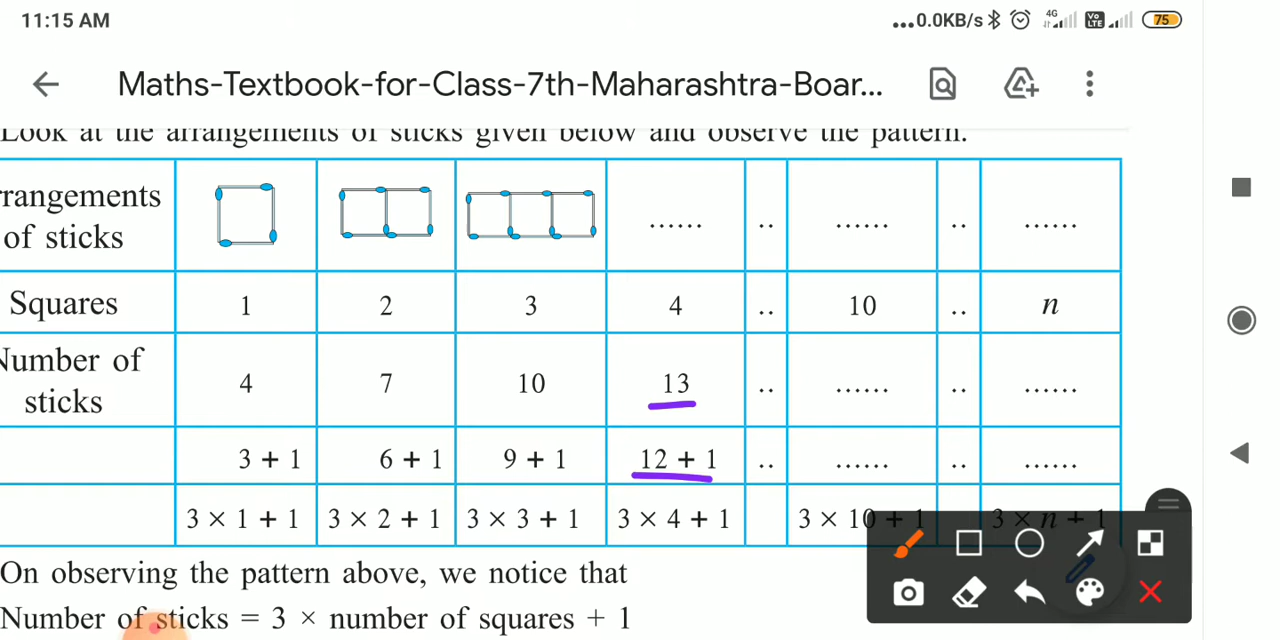 11:15 AM
...0.0KB/s 4G Vo LTE 75
Maths-Textbook-for-Class-7th-Maharashtra-Boar...
Look at the arrangements of sticks given below and observe the pattern.
rrangements of sticks ...... .. ...... .. ......
Squares 1 2 3 4 .. 10 .. n
Number of sticks 4 7 10 13 .. ...... .. ......
3 + 1 6 + 1 9 + 1 12 + 1 .. ...... .. ......
3 × 1 + 1 3 × 2 + 1 3 × 3 + 1 3 × 4 + 1 3 × 10 + 1 3 × n + 1
On observing the pattern above, we notice that
Number of sticks = 3 × number of squares + 1